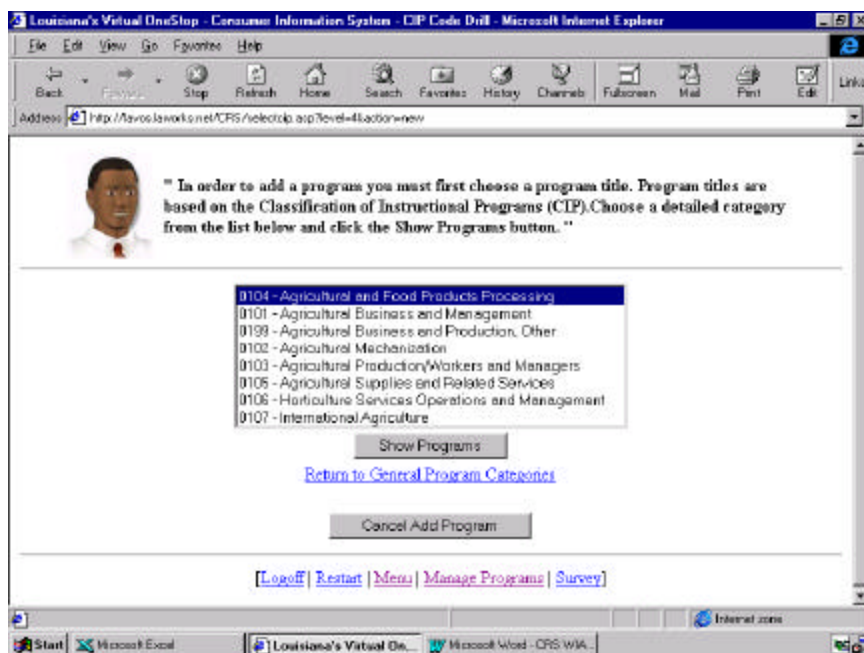 Louisiana's Virtual OneStop - Consumer Information System - CIP Code Drill - Microsoft Internet Explorer
File Edit View Go Favorites Help
Back Forward Stop Refresh Home Search Favorites History Channels Fullscreen Mail Print Edit Links
Address http://lavos.laworks.net/CRS/selectcip.asp?level=4&action=new
" In order to add a program you must first choose a program title. Program titles are
based on the Classification of Instructional Programs (CIP).Choose a detailed category
from the list below and click the Show Programs button. "
0104 - Agricultural and Food Products Processing
0101 - Agricultural Business and Management
0199 - Agricultural Business and Production, Other
0102 - Agricultural Mechanization
0103 - Agricultural Production/Workers and Managers
0105 - Agricultural Supplies and Related Services
0106 - Horticulture Services Operations and Management
0107 - International Agriculture
Show Programs
Return to General Program Categories
Cancel Add Program
[Logoff | Restart | Menu | Manage Programs | Survey]
Internet zone
Start Microsoft Excel Louisiana's Virtual On... Microsoft Word - CRS WIA...